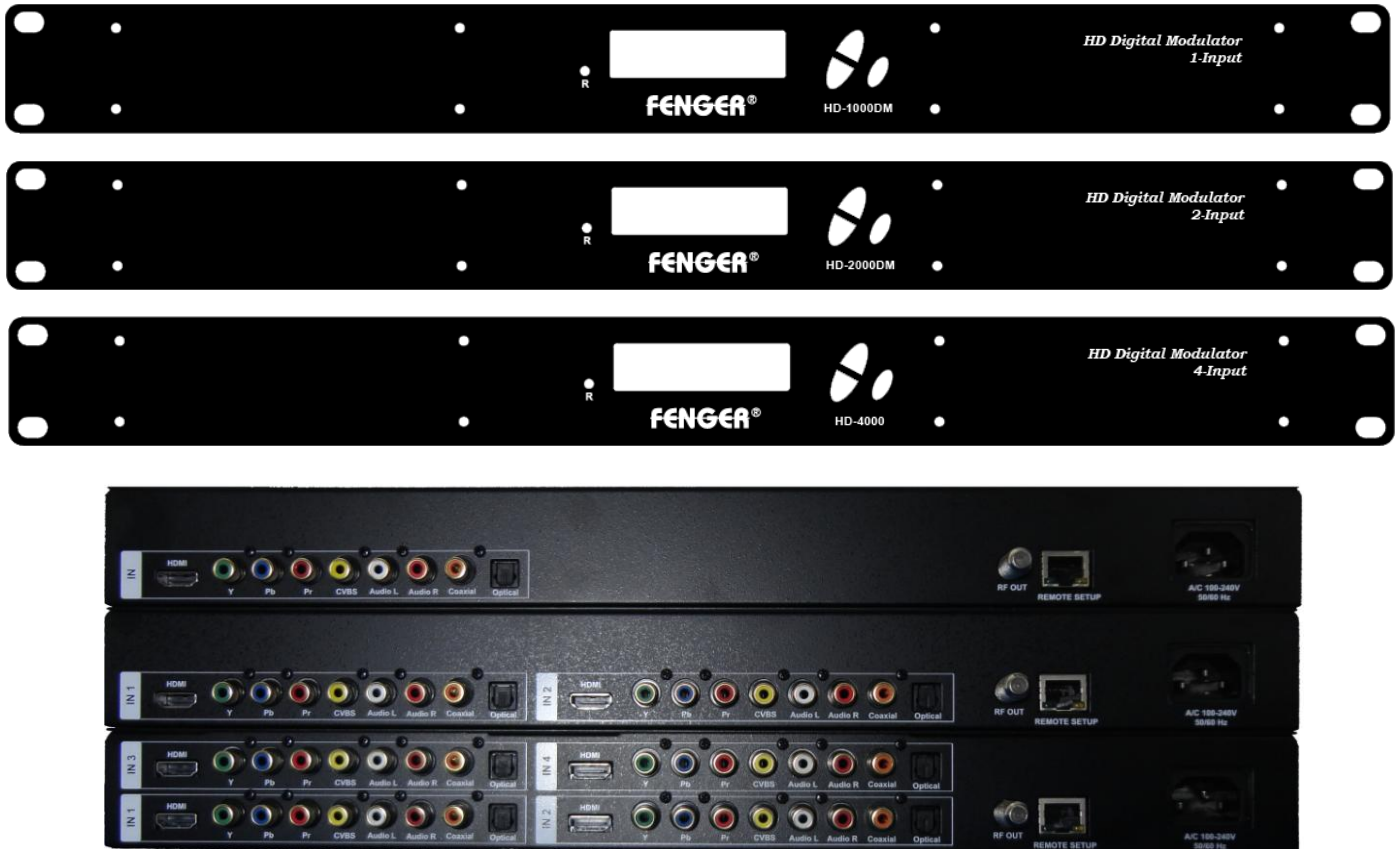 HD Digital Modulator
1-Input
R
FENGER®
HD-1000DM
HD Digital Modulator
2-Input
R
FENGER®
HD-2000DM
HD Digital Modulator
4-Input
R
FENGER®
HD-4000
IN
HDMI
Y Pb Pr CVBS Audio L Audio R Coaxial Optical
RF OUT
REMOTE SETUP
A/C 100-240V
50/60 Hz
IN 1
HDMI
Y Pb Pr CVBS Audio L Audio R Coaxial Optical
IN 2
HDMI
Y Pb Pr CVBS Audio L Audio R Coaxial Optical
RF OUT
REMOTE SETUP
A/C 100-240V
50/60 Hz
IN 3
HDMI
Y Pb Pr CVBS Audio L Audio R Coaxial Optical
IN 4
HDMI
Y Pb Pr CVBS Audio L Audio R Coaxial Optical
IN 1
HDMI
Y Pb Pr CVBS Audio L Audio R Coaxial Optical
IN 2
HDMI
Y Pb Pr CVBS Audio L Audio R Coaxial Optical
RF OUT
REMOTE SETUP
A/C 100-240V
50/60 Hz